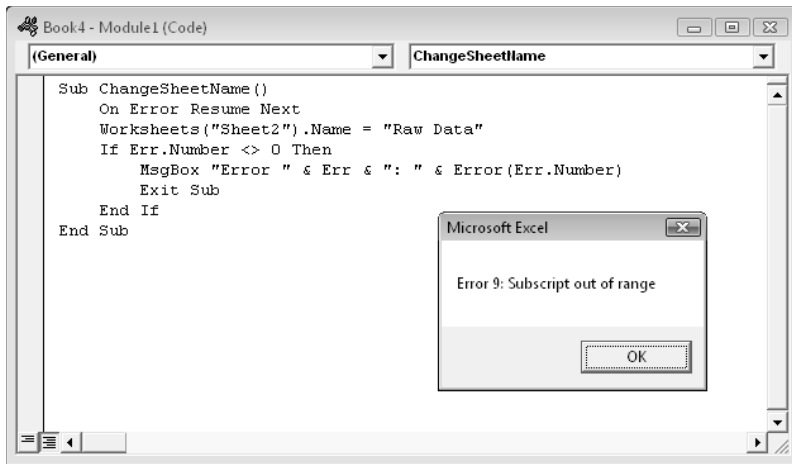 Book4 - Module1 (Code)
(General)
ChangeSheetName
Sub ChangeSheetName()
On Error Resume Next
Worksheets("Sheet2").Name = "Raw Data"
If Err.Number <> 0 Then
MsgBox "Error " & Err & ": " & Error(Err.Number)
Exit Sub
End If
End Sub
Microsoft Excel
Error 9: Subscript out of range
OK